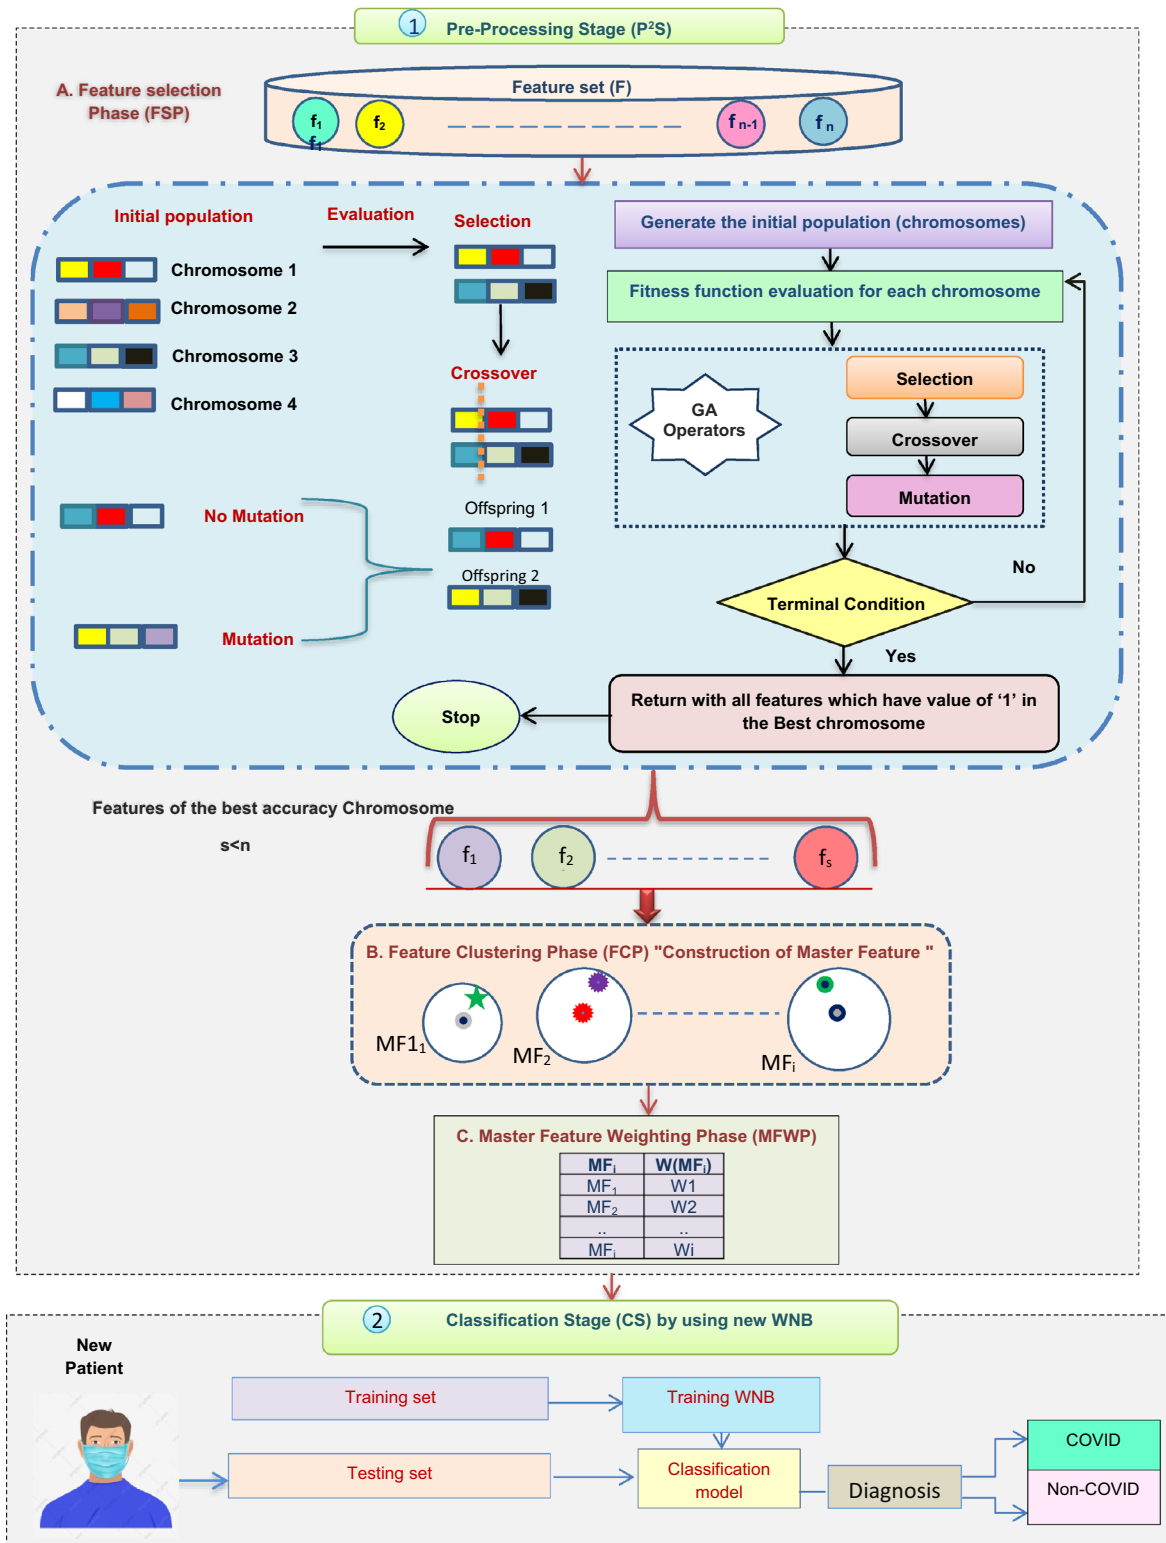 1 Pre-Processing Stage (P²S)
A. Feature selection
Phase (FSP)
Feature set (F)
f₁
f₁
f₂
f n-1
f n
Initial population
Evaluation
Selection
Chromosome 1
Chromosome 2
Chromosome 3
Chromosome 4
Crossover
Offspring 1
Offspring 2
No Mutation
Mutation
Generate the initial population (chromosomes)
Fitness function evaluation for each chromosome
GA
Operators
Selection
Crossover
Mutation
Terminal Condition
No
Yes
Return with all features which have value of ‘1’ in
the Best chromosome
Stop
Features of the best accuracy Chromosome
s<n
f₁
f₂
fₛ
B. Feature Clustering Phase (FCP) "Construction of Master Feature "
MF1₁
MF₂
MFᵢ
C. Master Feature Weighting Phase (MFWP)
MFᵢ W(MFᵢ)
MF₁ W1
MF₂ W2
.. ..
MFᵢ Wi
2 Classification Stage (CS) by using new WNB
New
Patient
Training set
Training WNB
Testing set
Classification
model
Diagnosis
COVID
Non-COVID